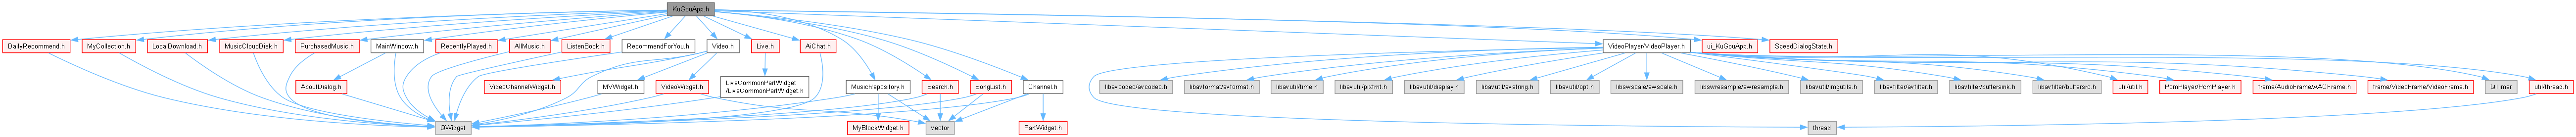 KuGouApp.h
DailyRecommend.h
MyCollection.h
LocalDownload.h
MusicCloudDisk.h
PurchasedMusic.h
MainWindow.h
RecentlyPlayed.h
AllMusic.h
ListenBook.h
RecommendForYou.h
Video.h
Live.h
AiChat.h
VideoPlayer/VideoPlayer.h
ui_KuGouApp.h
SpeedDialogState.h
AboutDialog.h
VideoChannelWidget.h
MVWidget.h
VideoWidget.h
LiveCommonPartWidget
/LiveCommonPartWidget.h
MusicRepository.h
Search.h
SongList.h
Channel.h
libavcodec/avcodec.h
libavformat/avformat.h
libavutil/time.h
libavutil/pixfmt.h
libavutil/display.h
libavutil/avstring.h
libavutil/opt.h
libswscale/swscale.h
libswresample/swresample.h
libavutil/imgutils.h
libavfilter/avfilter.h
libavfilter/buffersink.h
libavfilter/buffersrc.h
util/util.h
PcmPlayer/PcmPlayer.h
frame/AudioFrame/AACFrame.h
frame/VideoFrame/VideoFrame.h
QTimer
util/thread.h
QWidget
MyBlockWidget.h
vector
PartWidget.h
thread